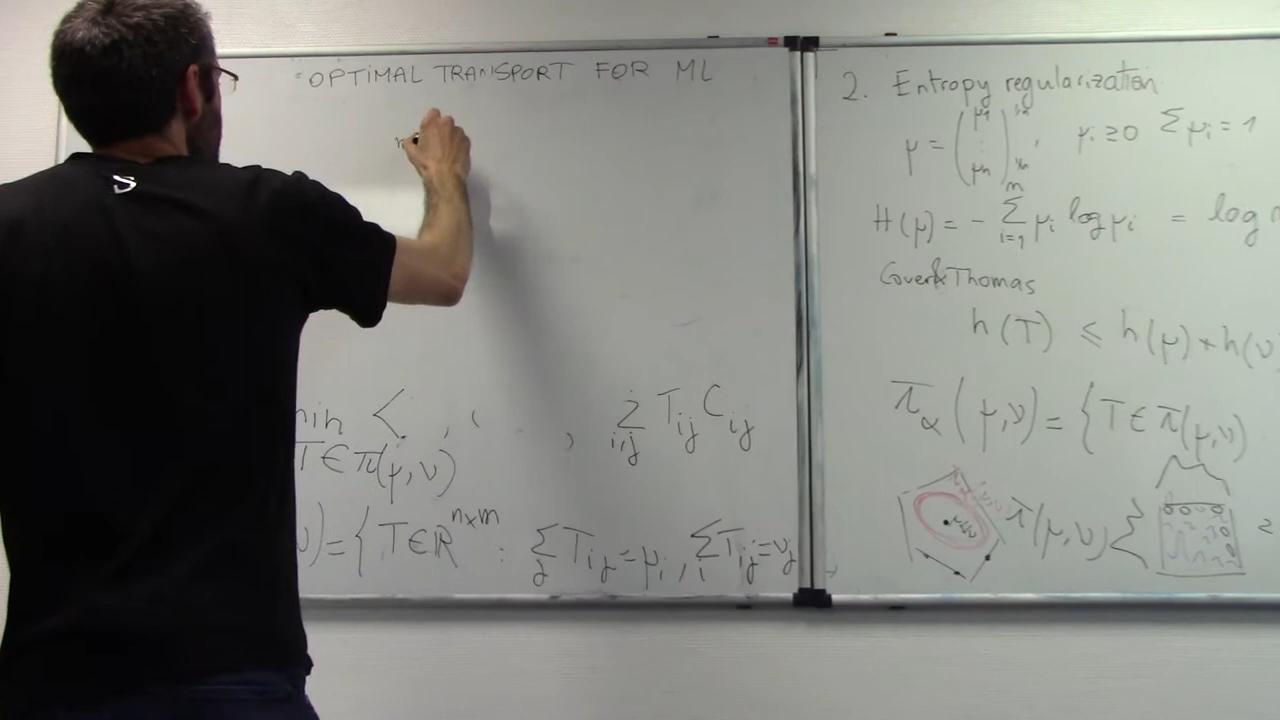 OPTIMAL TRANSPORT FOR ML
min < , ( , Σ_{i,j} T_{ij} C_{ij}
T ∈ π(μ, ν)
ν) = { T ∈ ℝ^{n×m} : Σ_j T_{ij} = μ_i , Σ_i T_{ij} = ν_j
2. Entropy regularization
μ = (μ_1 ⋮ μ_n) , μ_i ≥ 0 Σ μ_i = 1
H(μ) = - Σ_{i=1} μ_i log μ_i = log n
Cover & Thomas
h(T) ≤ h(μ) + h(ν
π_α (μ, ν) = { T ∈ π(μ, ν)
π(μ, ν) {
S